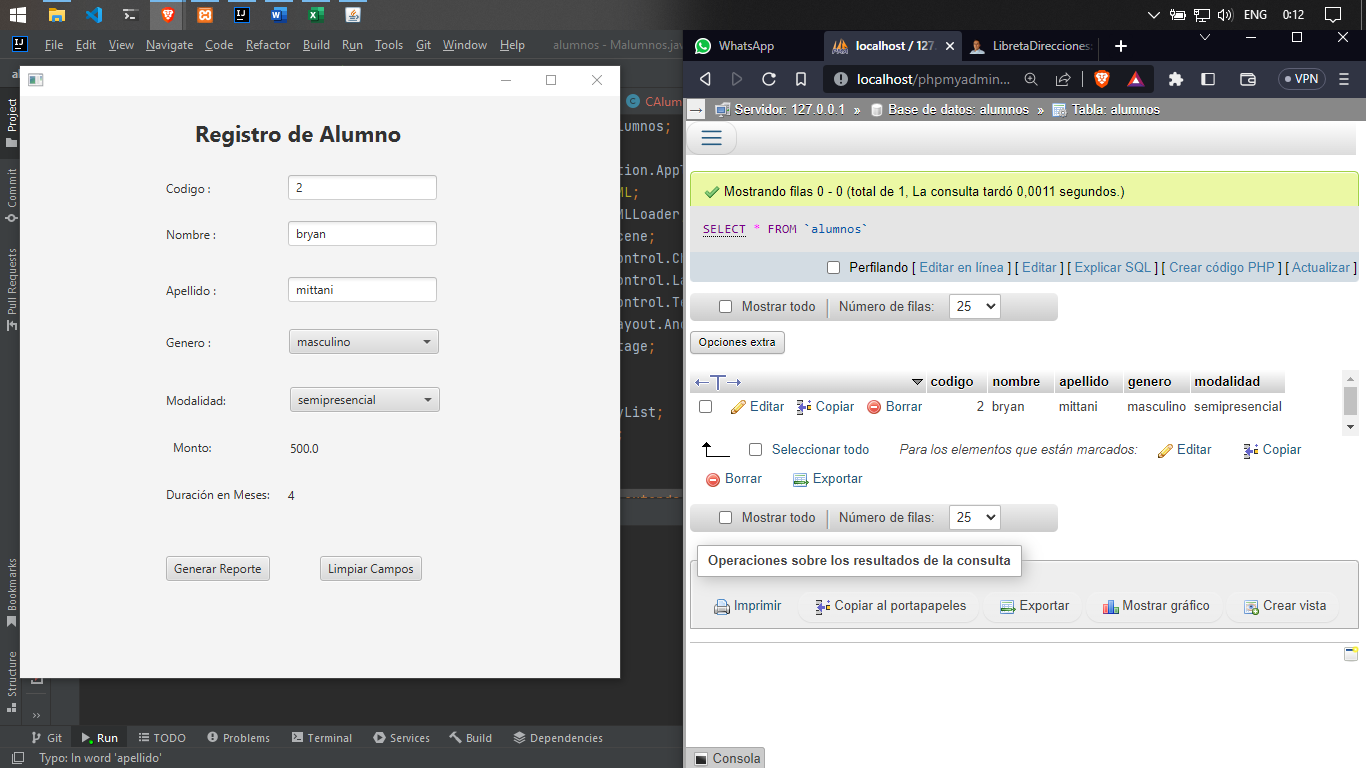 ENG 0:12
File Edit View Navigate Code Refactor Build Run Tools Git Window Help alumnos - Malumnos.jav
al
Project
Commit
Pull Requests
Bookmarks
Structure
CAlum
lumnos;
tion.AppT
ML;
MLLoader
cene;
ontrol.Ch
ontrol.La
ontrol.Te
ayout.Anc
tage;
yList;
;
Registro de Alumno
Codigo : 2
Nombre : bryan
Apellido : mittani
Genero : masculino
Modalidad: semipresencial
Monto: 500.0
Duración en Meses: 4
Generar Reporte Limpiar Campos
Git Run TODO Problems Terminal Services Build Dependencies
Typo: In word 'apellido'
WhatsApp localhost / 127. LibretaDirecciones:
localhost/phpmyadmin... VPN
Servidor: 127.0.0.1 » Base de datos: alumnos » Tabla: alumnos
Mostrando filas 0 - 0 (total de 1, La consulta tardó 0,0011 segundos.)
SELECT * FROM `alumnos`
Perfilando [ Editar en línea ] [ Editar ] [ Explicar SQL ] [ Crear código PHP ] [ Actualizar ]
Mostrar todo Número de filas: 25
Opciones extra
codigo nombre apellido genero modalidad
Editar Copiar Borrar 2 bryan mittani masculino semipresencial
Seleccionar todo Para los elementos que están marcados: Editar Copiar
Borrar Exportar
Mostrar todo Número de filas: 25
Operaciones sobre los resultados de la consulta
Imprimir Copiar al portapapeles Exportar Mostrar gráfico Crear vista
Consola